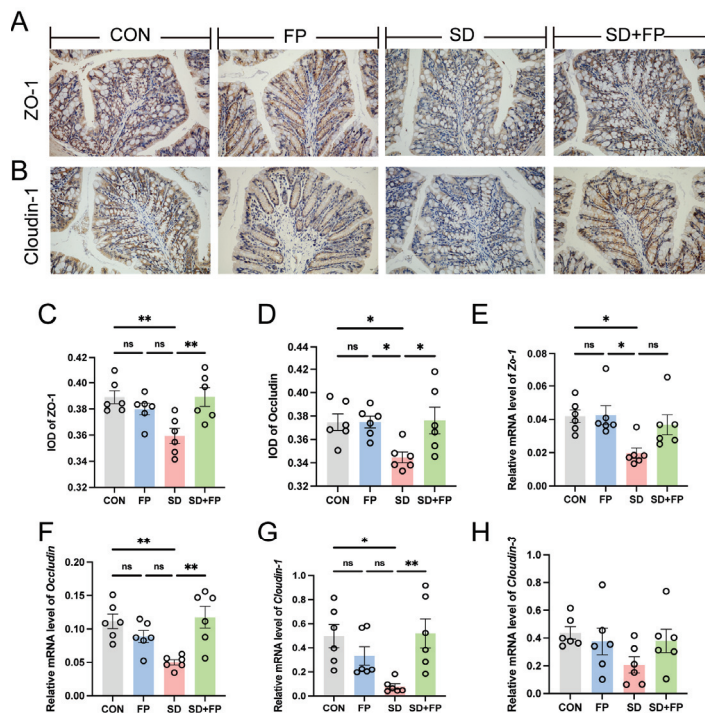 A
CON FP SD SD+FP
ZO-1
B
Cloudin-1
C
IOD of ZO-1
0.42
0.40
0.38
0.36
0.34
0.32
**
ns ns **
CON FP SD SD+FP
D
IOD of Occludin
0.44
0.42
0.40
0.38
0.36
0.34
0.32
*
ns * *
CON FP SD SD+FP
E
Relative mRNA level of Zo-1
0.08
0.06
0.04
0.02
0.00
*
ns * ns
CON FP SD SD+FP
F
Relative mRNA level of Occludin
0.20
0.15
0.10
0.05
0.00
**
ns ns **
CON FP SD SD+FP
G
Relative mRNA level of Cloudin-1
1.0
0.8
0.6
0.4
0.2
0.0
*
ns ns **
CON FP SD SD+FP
H
Relative mRNA level of Cloudin-3
1.0
0.8
0.6
0.4
0.2
0.0
CON FP SD SD+FP